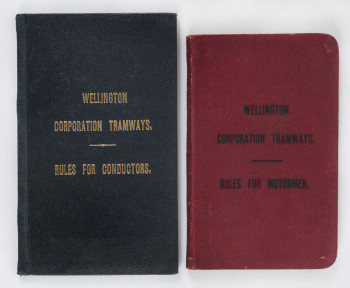 WELLINGTON
CORPORATION TRAMWAYS.
RULES FOR CONDUCTORS.
WELLINGTON
CORPORATION TRAMWAYS.
RULES FOR MOTORMEN.